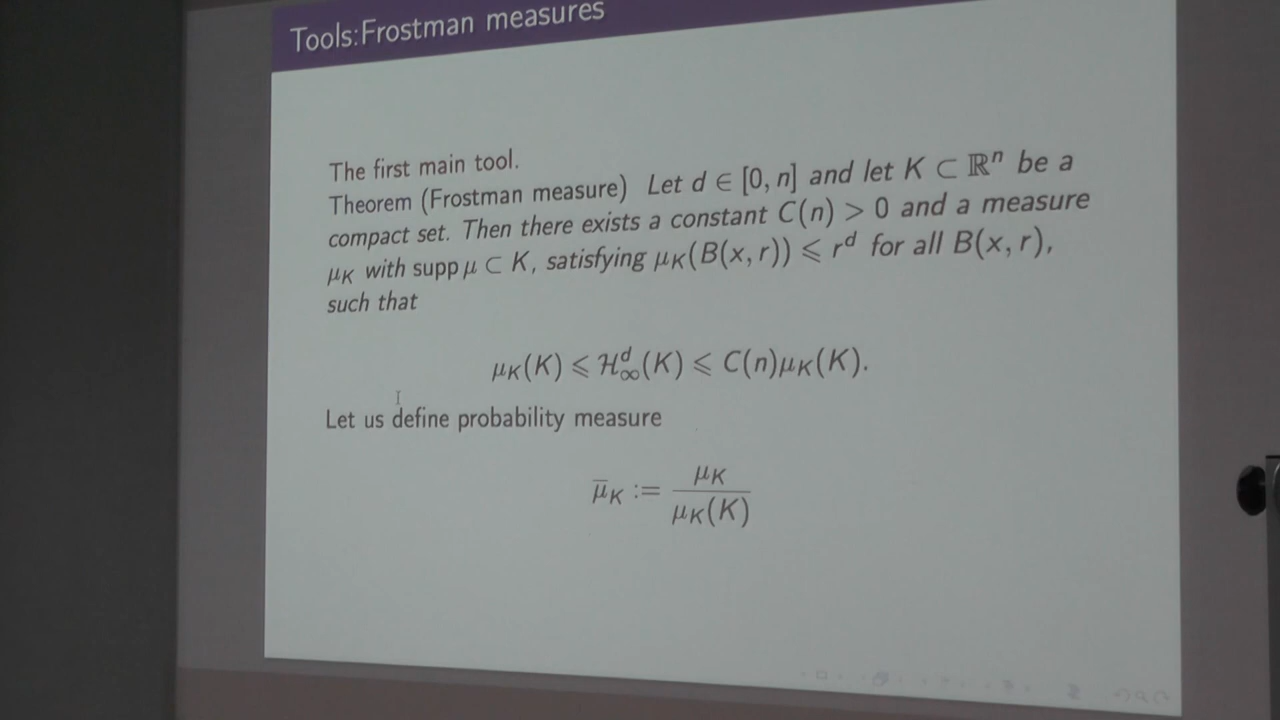 Tools:Frostman measures
The first main tool.
Theorem (Frostman measure) Let d ∈ [0, n] and let K ⊂ ℝⁿ be a
compact set. Then there exists a constant C(n) > 0 and a measure
μ_K with supp μ ⊂ K, satisfying μ_K(B(x, r)) ⩽ r^d for all B(x, r),
such that
μ_K(K) ⩽ ℋ^d_∞(K) ⩽ C(n)μ_K(K).
Let us define probability measure
μ̄_K := μ_K / μ_K(K)